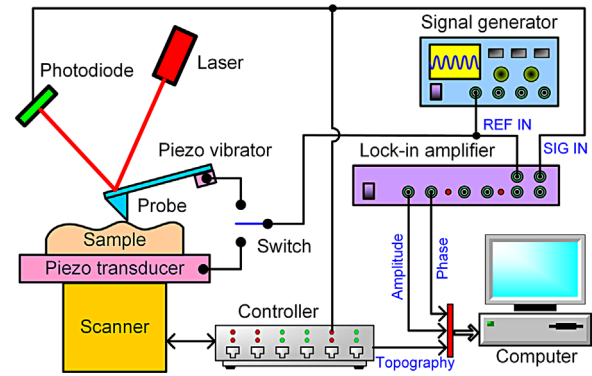 Signal generator
Laser
Photodiode
REF IN
SIG IN
Piezo vibrator
Lock-in amplifier
Probe
Sample
Switch
Piezo transducer
Amplitude
Phase
Controller
Scanner
Topography
Computer